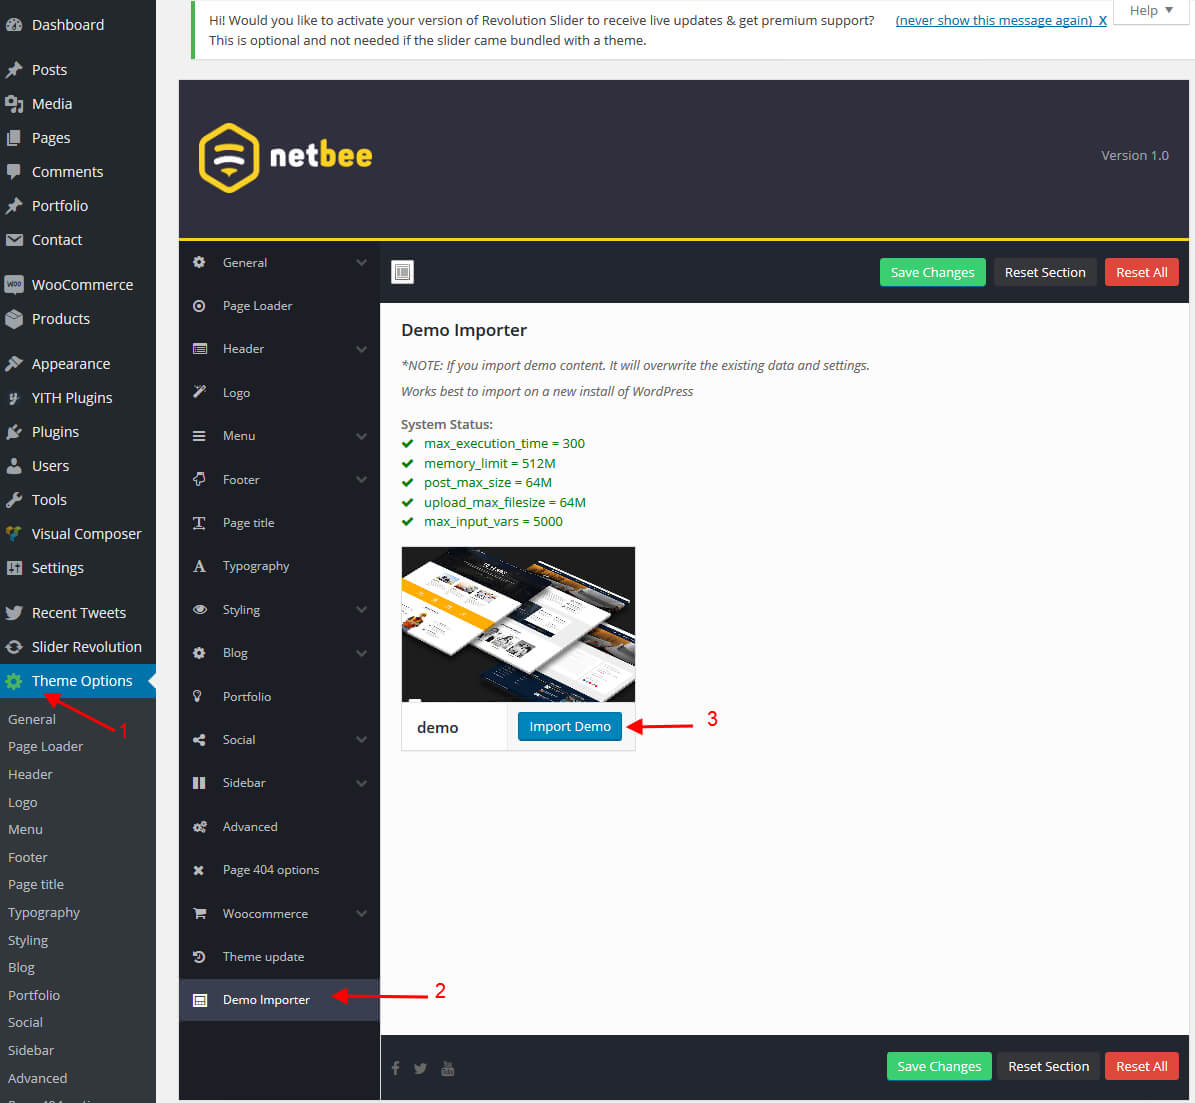 Dashboard
Posts
Media
Pages
Comments
Portfolio
Contact
WooCommerce
Products
Appearance
YITH Plugins
Plugins
Users
Tools
Visual Composer
Settings
Recent Tweets
Slider Revolution
Theme Options
1
General
Page Loader
Header
Logo
Menu
Footer
Page title
Typography
Styling
Blog
Portfolio
Social
Sidebar
Advanced
Hi! Would you like to activate your version of Revolution Slider to receive live updates & get premium support? (never show this message again) X
This is optional and not needed if the slider came bundled with a theme.
Help
netbee
Version 1.0
General
Page Loader
Header
Logo
Menu
Footer
Page title
Typography
Styling
Blog
Portfolio
Social
Sidebar
Advanced
Page 404 options
Woocommerce
Theme update
Demo Importer
2
Save Changes Reset Section Reset All
Demo Importer
*NOTE: If you import demo content. It will overwrite the existing data and settings.
Works best to import on a new install of WordPress
System Status:
max_execution_time = 300
memory_limit = 512M
post_max_size = 64M
upload_max_filesize = 64M
max_input_vars = 5000
demo Import Demo
3
Save Changes Reset Section Reset All